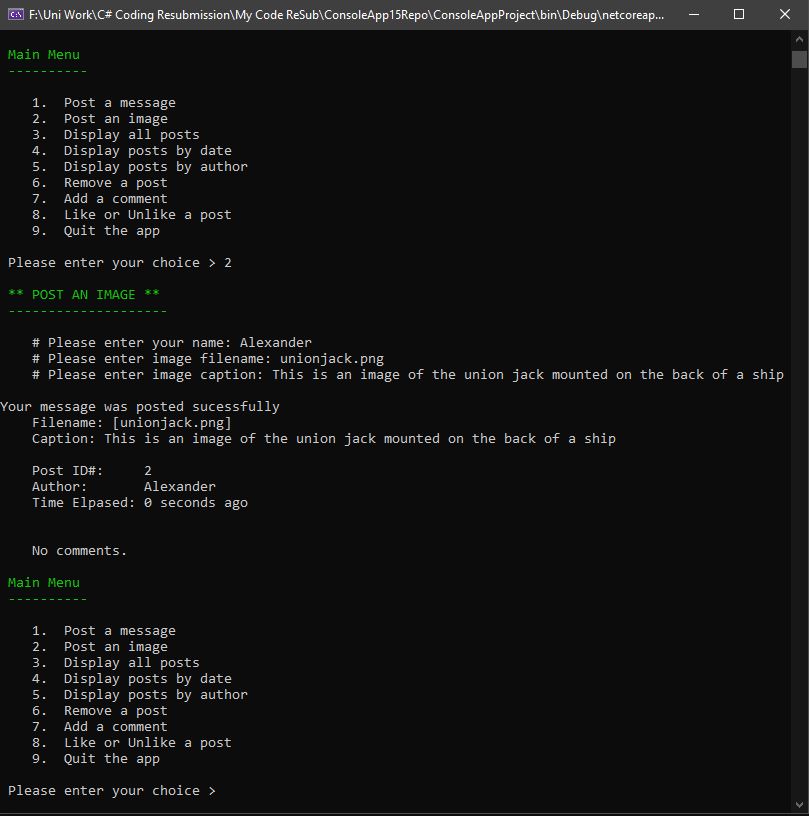 F:\Uni Work\C# Coding Resubmission\My Code ReSub\ConsoleApp15Repo\ConsoleAppProject\bin\Debug\netcoreap...
Main Menu
----------
1. Post a message
2. Post an image
3. Display all posts
4. Display posts by date
5. Display posts by author
6. Remove a post
7. Add a comment
8. Like or Unlike a post
9. Quit the app
Please enter your choice > 2
** POST AN IMAGE **
--------------------
# Please enter your name: Alexander
# Please enter image filename: unionjack.png
# Please enter image caption: This is an image of the union jack mounted on the back of a ship
Your message was posted sucessfully
Filename: [unionjack.png]
Caption: This is an image of the union jack mounted on the back of a ship
Post ID#: 2
Author: Alexander
Time Elpased: 0 seconds ago
No comments.
Main Menu
----------
1. Post a message
2. Post an image
3. Display all posts
4. Display posts by date
5. Display posts by author
6. Remove a post
7. Add a comment
8. Like or Unlike a post
9. Quit the app
Please enter your choice >